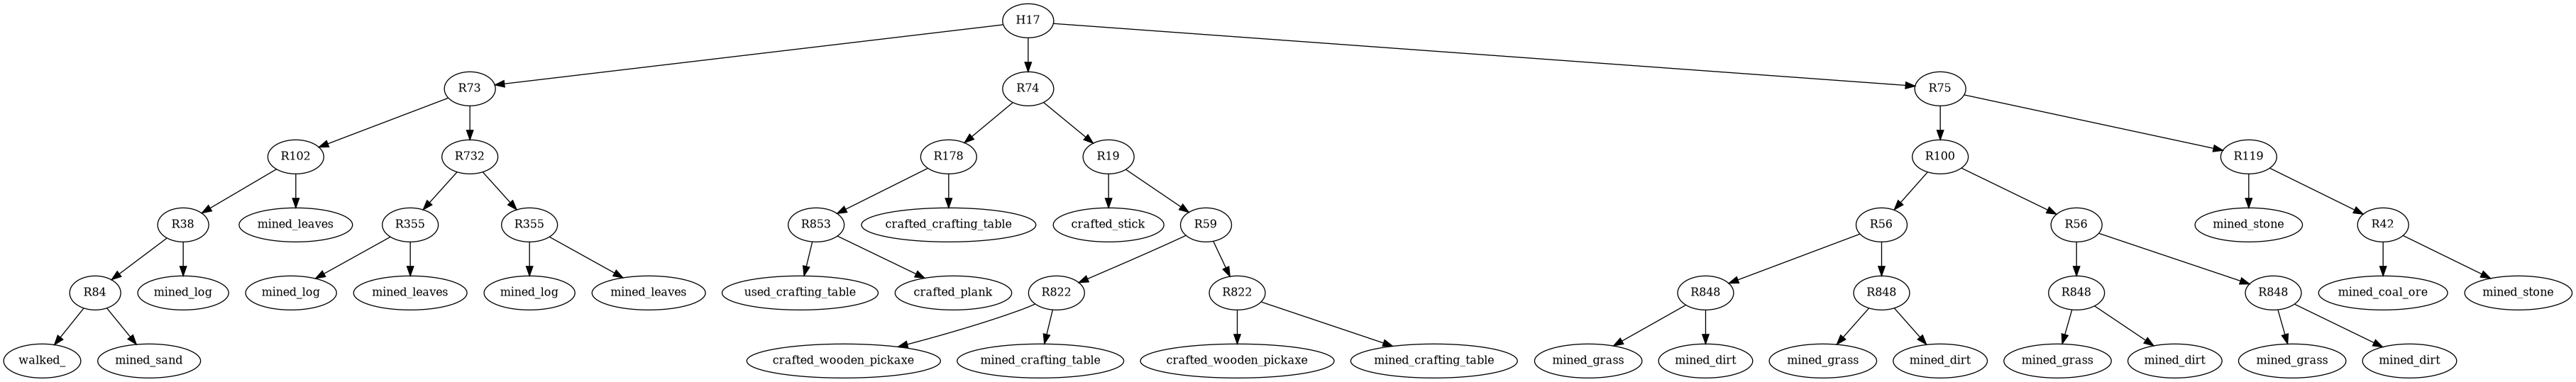 H17
R73
R74
R75
R102
R732
R178
R19
R100
R119
R38
mined_leaves
R355
R355
R853
crafted_crafting_table
crafted_stick
R59
R56
R56
mined_stone
R42
R84
mined_log
mined_log
mined_leaves
mined_log
mined_leaves
used_crafting_table
crafted_plank
R822
R822
R848
R848
R848
R848
mined_coal_ore
mined_stone
walked_
mined_sand
crafted_wooden_pickaxe
mined_crafting_table
crafted_wooden_pickaxe
mined_crafting_table
mined_grass
mined_dirt
mined_grass
mined_dirt
mined_grass
mined_dirt
mined_grass
mined_dirt